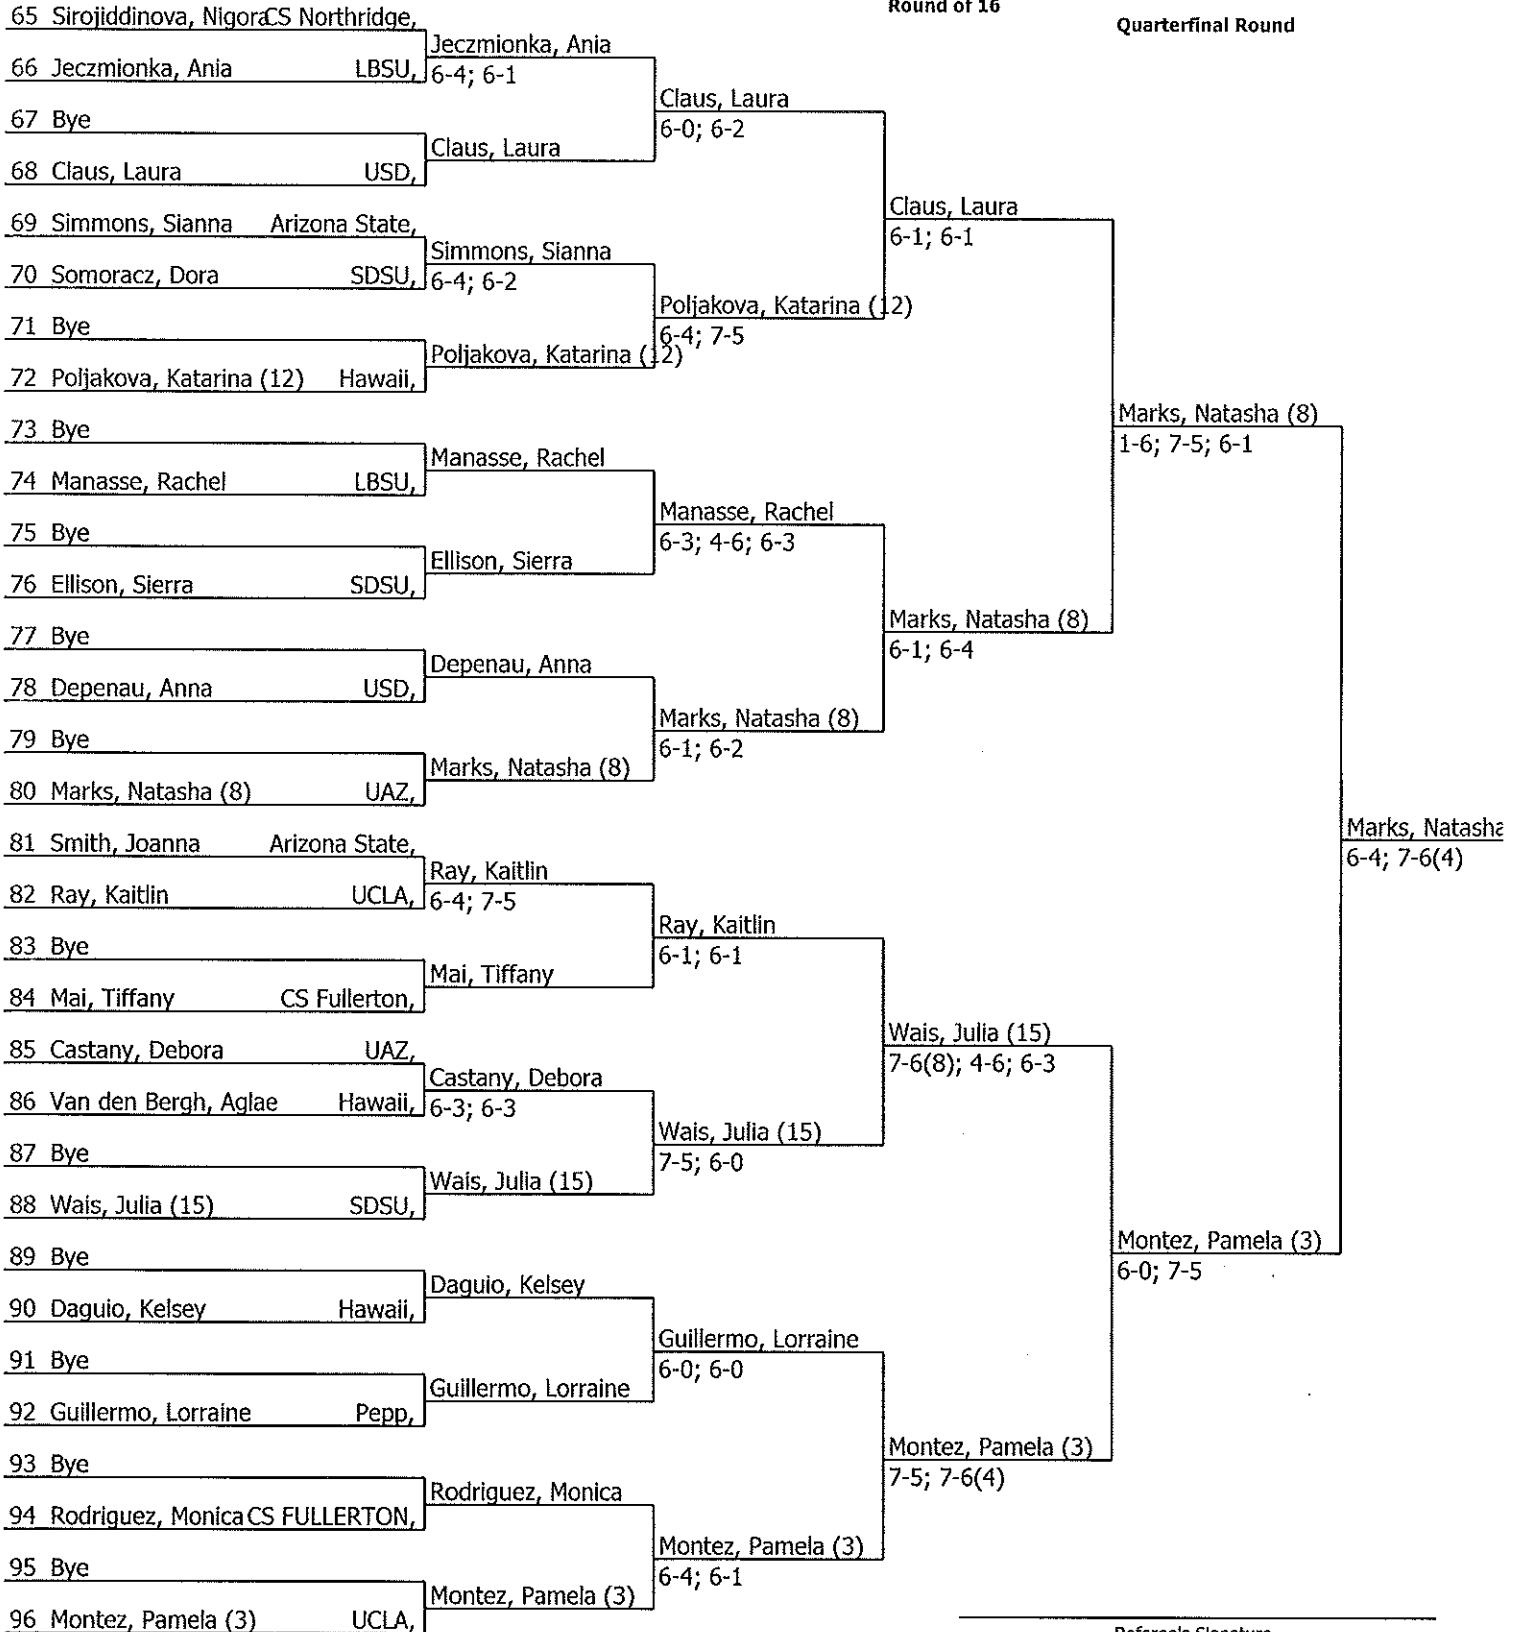 Round of 16
Quarterfinal Round
65 Sirojiddinova, Nigora CS Northridge,
Jeczmionka, Ania
66 Jeczmionka, Ania LBSU,
6-4; 6-1
Claus, Laura
67 Bye
6-0; 6-2
Claus, Laura
68 Claus, Laura USD,
Claus, Laura
69 Simmons, Sianna Arizona State,
6-1; 6-1
Simmons, Sianna
70 Somoracz, Dora SDSU,
6-4; 6-2
Poljakova, Katarina (12)
71 Bye
6-4; 7-5
Poljakova, Katarina (12)
72 Poljakova, Katarina (12) Hawaii,
Marks, Natasha (8)
73 Bye
1-6; 7-5; 6-1
Manasse, Rachel
74 Manasse, Rachel LBSU,
Manasse, Rachel
75 Bye
6-3; 4-6; 6-3
Ellison, Sierra
76 Ellison, Sierra SDSU,
Marks, Natasha (8)
77 Bye
6-1; 6-4
Depenau, Anna
78 Depenau, Anna USD,
Marks, Natasha (8)
79 Bye
6-1; 6-2
Marks, Natasha (8)
80 Marks, Natasha (8) UAZ,
Marks, Natasha
81 Smith, Joanna Arizona State,
6-4; 7-6(4)
Ray, Kaitlin
82 Ray, Kaitlin UCLA,
6-4; 7-5
Ray, Kaitlin
83 Bye
6-1; 6-1
Mai, Tiffany
84 Mai, Tiffany CS Fullerton,
Wais, Julia (15)
85 Castany, Debora UAZ,
7-6(8); 4-6; 6-3
Castany, Debora
86 Van den Bergh, Aglae Hawaii,
6-3; 6-3
Wais, Julia (15)
87 Bye
7-5; 6-0
Wais, Julia (15)
88 Wais, Julia (15) SDSU,
Montez, Pamela (3)
89 Bye
6-0; 7-5
Daguio, Kelsey
90 Daguio, Kelsey Hawaii,
Guillermo, Lorraine
91 Bye
6-0; 6-0
Guillermo, Lorraine
92 Guillermo, Lorraine Pepp,
Montez, Pamela (3)
93 Bye
7-5; 7-6(4)
Rodriguez, Monica
94 Rodriguez, Monica CS FULLERTON,
Montez, Pamela (3)
95 Bye
6-4; 6-1
Montez, Pamela (3)
96 Montez, Pamela (3) UCLA,
Referee's Signature